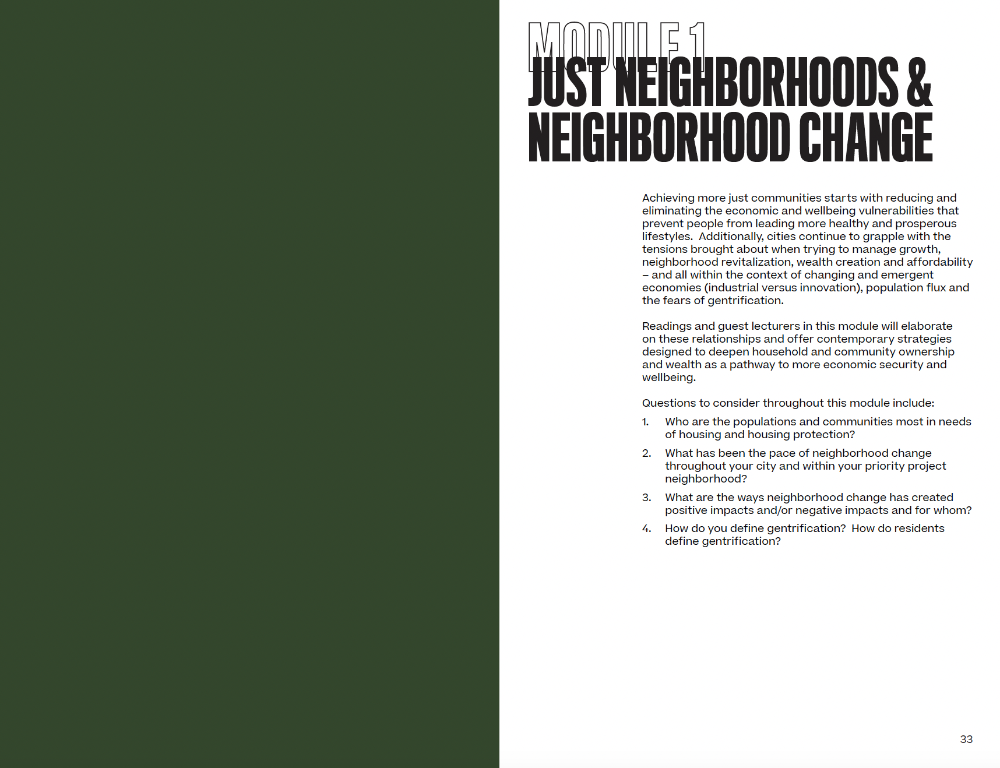 MODULE 1
JUST NEIGHBORHOODS &
NEIGHBORHOOD CHANGE
Achieving more just communities starts with reducing and
eliminating the economic and wellbeing vulnerabilities that
prevent people from leading more healthy and prosperous
lifestyles.  Additionally, cities continue to grapple with the
tensions brought about when trying to manage growth,
neighborhood revitalization, wealth creation and affordability
– and all within the context of changing and emergent
economies (industrial versus innovation), population flux and
the fears of gentrification.
Readings and guest lecturers in this module will elaborate
on these relationships and offer contemporary strategies
designed to deepen household and community ownership
and wealth as a pathway to more economic security and
wellbeing.
Questions to consider throughout this module include:
1. Who are the populations and communities most in needs
of housing and housing protection?
2. What has been the pace of neighborhood change
throughout your city and within your priority project
neighborhood?
3. What are the ways neighborhood change has created
positive impacts and/or negative impacts and for whom?
4. How do you define gentrification?  How do residents
define gentrification?
33